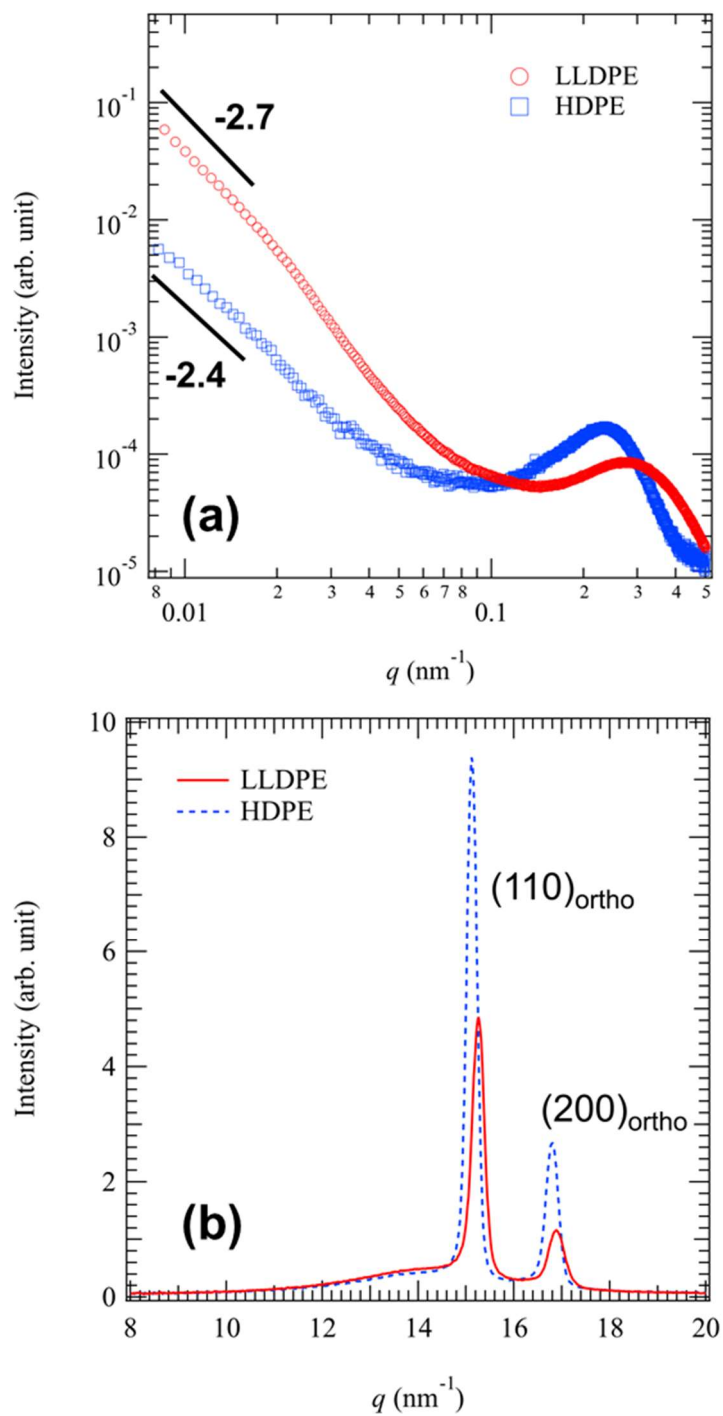 LLDPE
HDPE
-2.7
-2.4
(a)
Intensity (arb. unit)
10^-1
10^-2
10^-3
10^-4
10^-5
8 2 3 4 5 6 7 8 2 3 4 5
0.01 0.1
q (nm^-1)
LLDPE
HDPE
(110)ortho
(200)ortho
(b)
Intensity (arb. unit)
10
8
6
4
2
0
8 10 12 14 16 18 20
q (nm^-1)